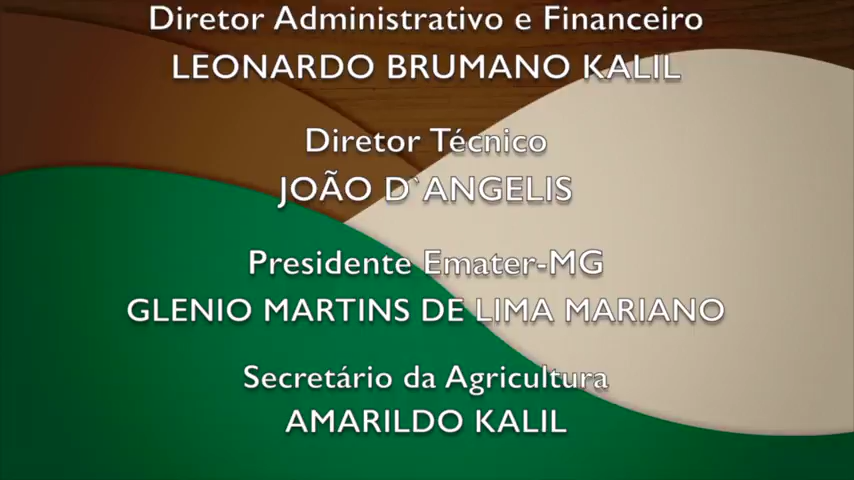 Diretor Administrativo e Financeiro
LEONARDO BRUMANO KALIL
Diretor Técnico
JOÃO D`ANGELIS
Presidente Emater-MG
GLENIO MARTINS DE LIMA MARIANO
Secretário da Agricultura
AMARILDO KALIL